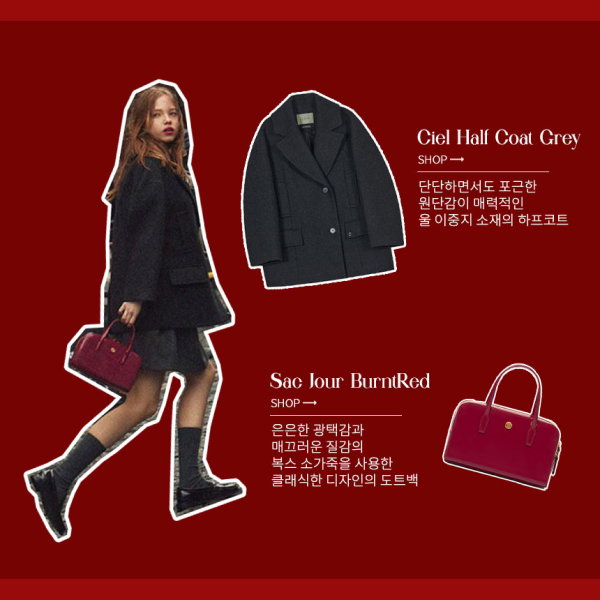 Ciel Half Coat Grey
SHOP ⟶
단단하면서도 포근한
원단감이 매력적인
울 이중지 소재의 하프코트
Sac Jour BurntRed
SHOP ⟶
은은한 광택감과
매끄러운 질감의
복스 소가죽을 사용한
클래식한 디자인의 토트백